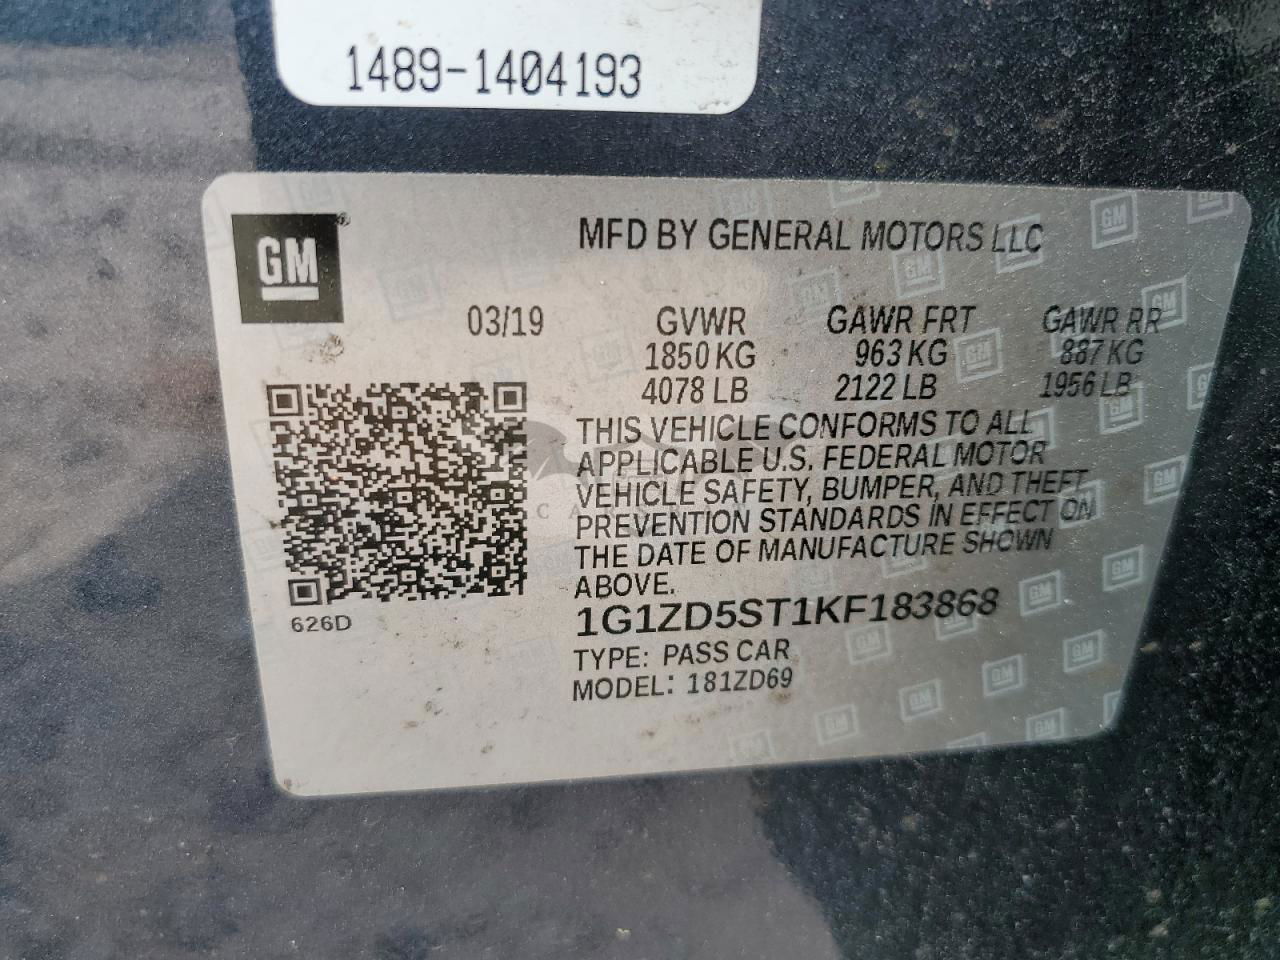 1489-1404193
GM®
MFD BY GENERAL MOTORS LLC
03/19 GVWR GAWR FRT GAWR RR
1850 KG 963 KG 887 KG
4078 LB 2122 LB 1956 LB
THIS VEHICLE CONFORMS TO ALL
APPLICABLE U.S. FEDERAL MOTOR
VEHICLE SAFETY, BUMPER, AND THEFT
PREVENTION STANDARDS IN EFFECT ON
THE DATE OF MANUFACTURE SHOWN
ABOVE.
626D
1G1ZD5ST1KF183868
TYPE: PASS CAR
MODEL: 181ZD69